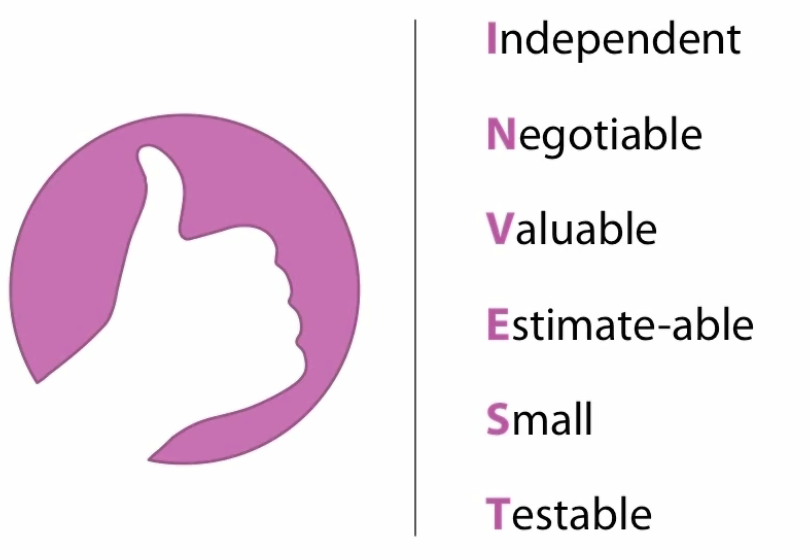 Independent
Negotiable
Valuable
Estimate-able
Small
Testable